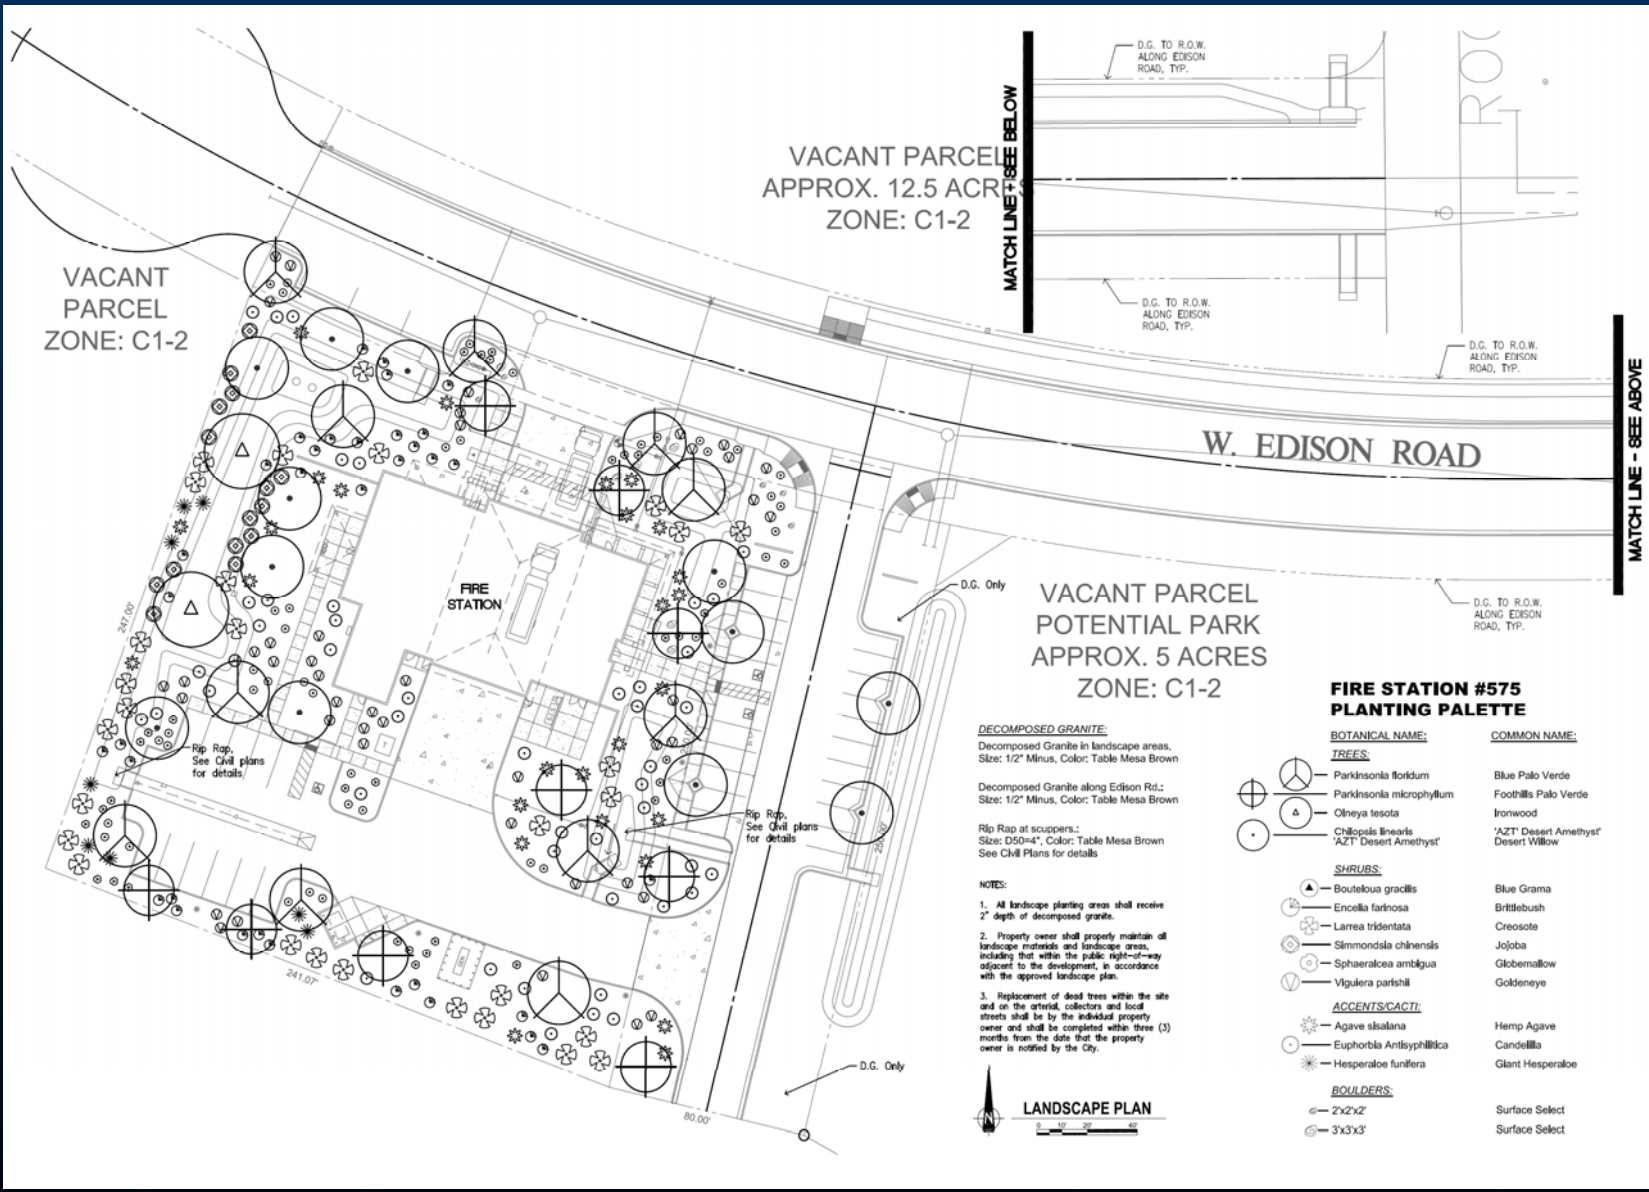 D.G. TO R.O.W.
ALONG EDISON
ROAD, TYP.
ROO
MATCH LINE - SEE BELOW
VACANT PARCEL
APPROX. 12.5 ACRES
ZONE: C1-2
D.G. TO R.O.W.
ALONG EDISON
ROAD, TYP.
VACANT
PARCEL
ZONE: C1-2
D.G. TO R.O.W.
ALONG EDISON
ROAD, TYP.
MATCH LINE - SEE ABOVE
W. EDISON ROAD
D.G. Only
VACANT PARCEL
POTENTIAL PARK
APPROX. 5 ACRES
ZONE: C1-2
D.G. TO R.O.W.
ALONG EDISON
ROAD, TYP.
FIRE
STATION
247.00'
Rip Rap,
See Civil plans
for details
Rip Rap,
See Civil plans
for details
T
GEN
241.07'
80.00'
D.G. Only
DECOMPOSED GRANITE:
Decomposed Granite in landscape areas,
Size: 1/2" Minus, Color: Table Mesa Brown
Decomposed Granite along Edison Rd.;
Size: 1/2" Minus, Color: Table Mesa Brown
Rip Rap at scuppers.;
Size: D50=4", Color: Table Mesa Brown
See Civil Plans for details
NOTES:
1. All landscape planting areas shall receive
2" depth of decomposed granite.
2. Property owner shall properly maintain all
landscape materials and landscape areas,
including that within the public right-of-way
adjacent to the development, in accordance
with the approved landscape plan.
3. Replacement of dead trees within the site
and on the arterial, collectors and local
streets shall be by the individual property
owner and shall be completed within three (3)
months from the date that the property
owner is notified by the City.
N
LANDSCAPE PLAN
0 10' 20' 40'
FIRE STATION #575
PLANTING PALETTE
BOTANICAL NAME: COMMON NAME:
TREES:
Parkinsonia floridum Blue Palo Verde
Parkinsonia microphyllum Foothills Palo Verde
Olneya tesota Ironwood
Chilopsis linearis 'AZT' Desert Amethyst'
'AZT' Desert Amethyst' Desert Willow
SHRUBS:
Bouteloua gracilis Blue Grama
Encelia farinosa Brittlebush
Larrea tridentata Creosote
Simmondsia chinensis Jojoba
Sphaeralcea ambigua Globemallow
Viguiera parishii Goldeneye
ACCENTS/CACTI:
Agave sisalana Hemp Agave
Euphorbia Antisyphilitica Candelilla
Hesperaloe funifera Giant Hesperaloe
BOULDERS:
2'x2'x2' Surface Select
3'x3'x3' Surface Select